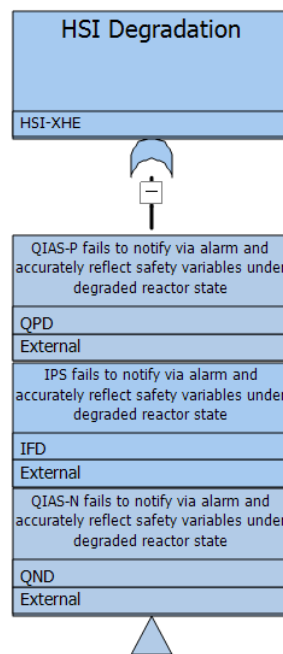 HSI Degradation
HSI-XHE
QIAS-P fails to notify via alarm and
accurately reflect safety variables under
degraded reactor state
QPD
External
IPS fails to notify via alarm and
accurately reflect safety variables under
degraded reactor state
IFD
External
QIAS-N fails to notify via alarm and
accurately reflect safety variables under
degraded reactor state
QND
External